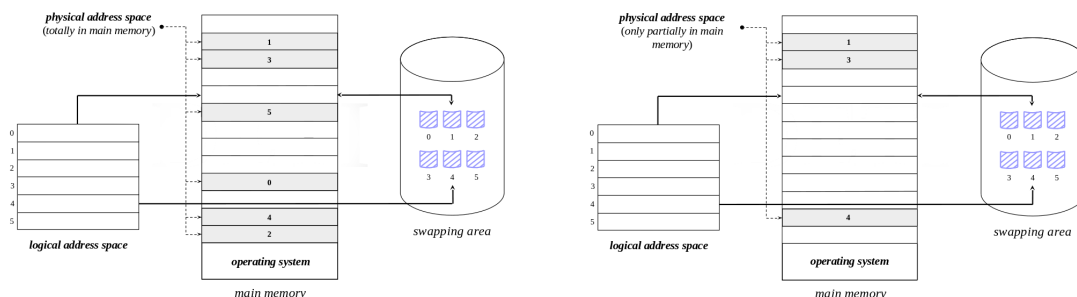 physical address space
(totally in main memory)
1
3
5
0
4
2
operating system
main memory
0
1
2
3
4
5
logical address space
0 1 2
3 4 5
swapping area
physical address space
(only partially in main
memory)
1
3
4
operating system
main memory
0
1
2
3
4
5
logical address space
0 1 2
3 4 5
swapping area